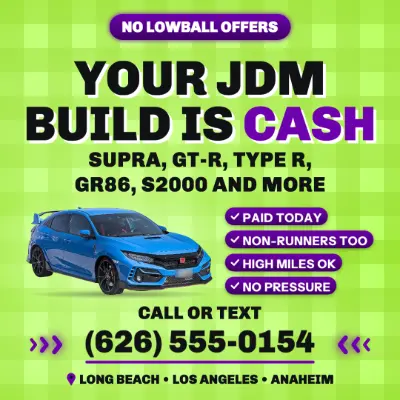 NO LOWBALL OFFERS
YOUR JDM
BUILD IS CASH
SUPRA, GT-R, TYPE R,
GR86, S2000 AND MORE
PAID TODAY
NON-RUNNERS TOO
HIGH MILES OK
NO PRESSURE
CALL OR TEXT
(626) 555-0154
LONG BEACH • LOS ANGELES • ANAHEIM